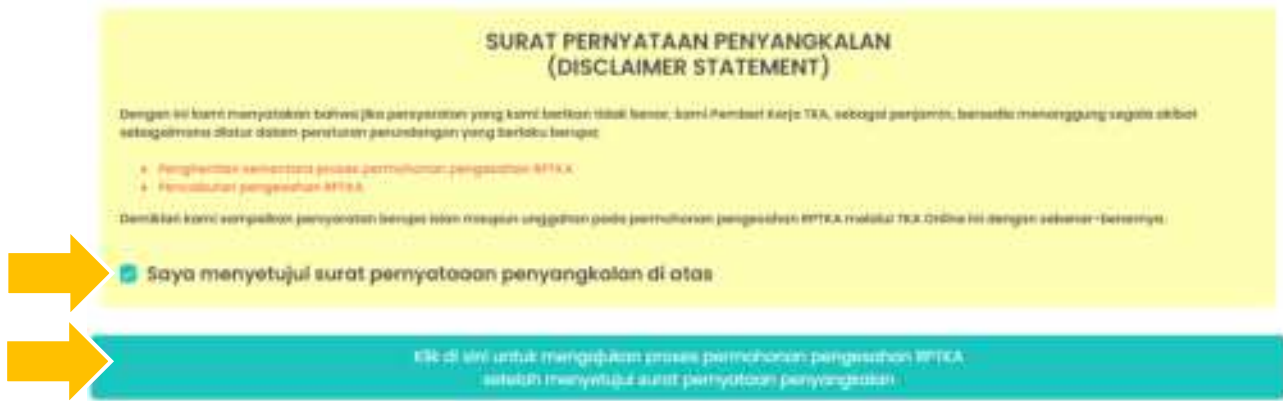 SURAT PERNYATAAN PENYANGKALAN
(DISCLAIMER STATEMENT)
Dengan ini kami menyatakan bahwa jika persyaratan yang kami berikan tidak benar, kami Pemberi Kerja TKA, sebagai penjamin, bersedia menanggung segala akibat
sebagaimana diatur dalam peraturan perundangan yang berlaku berupa:
Penghentian sementara proses permohonan pengesahan RPTKA
Pencabutan pengesahan RPTKA
Demikian kami sampaikan persyaratan berupa isian maupun unggahan pada permohonan pengesahan RPTKA melalui TKA Online ini dengan sebenar-benarnya.
Saya menyetujui surat pernyataaan penyangkalan di atas
Klik di sini untuk mengajukan proses permohonan pengesahan RPTKA
setelah menyetujui surat pernyataan penyangkalan